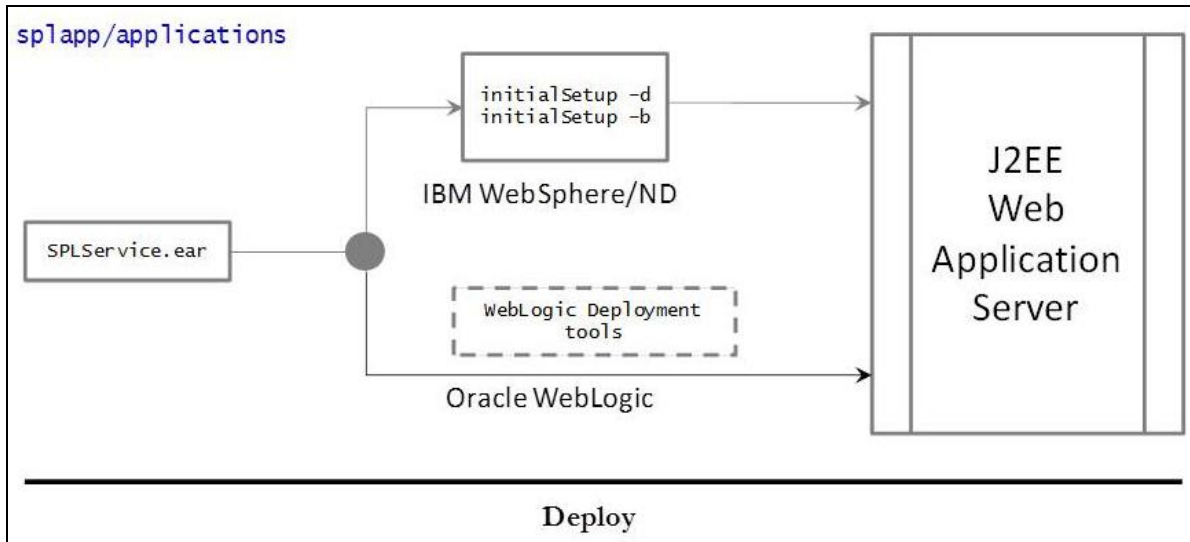 splapp/applications
initialSetup -d
initialSetup -b
IBM WebSphere/ND
SPLService.ear
WebLogic Deployment
tools
Oracle WebLogic
J2EE
Web
Application
Server
Deploy